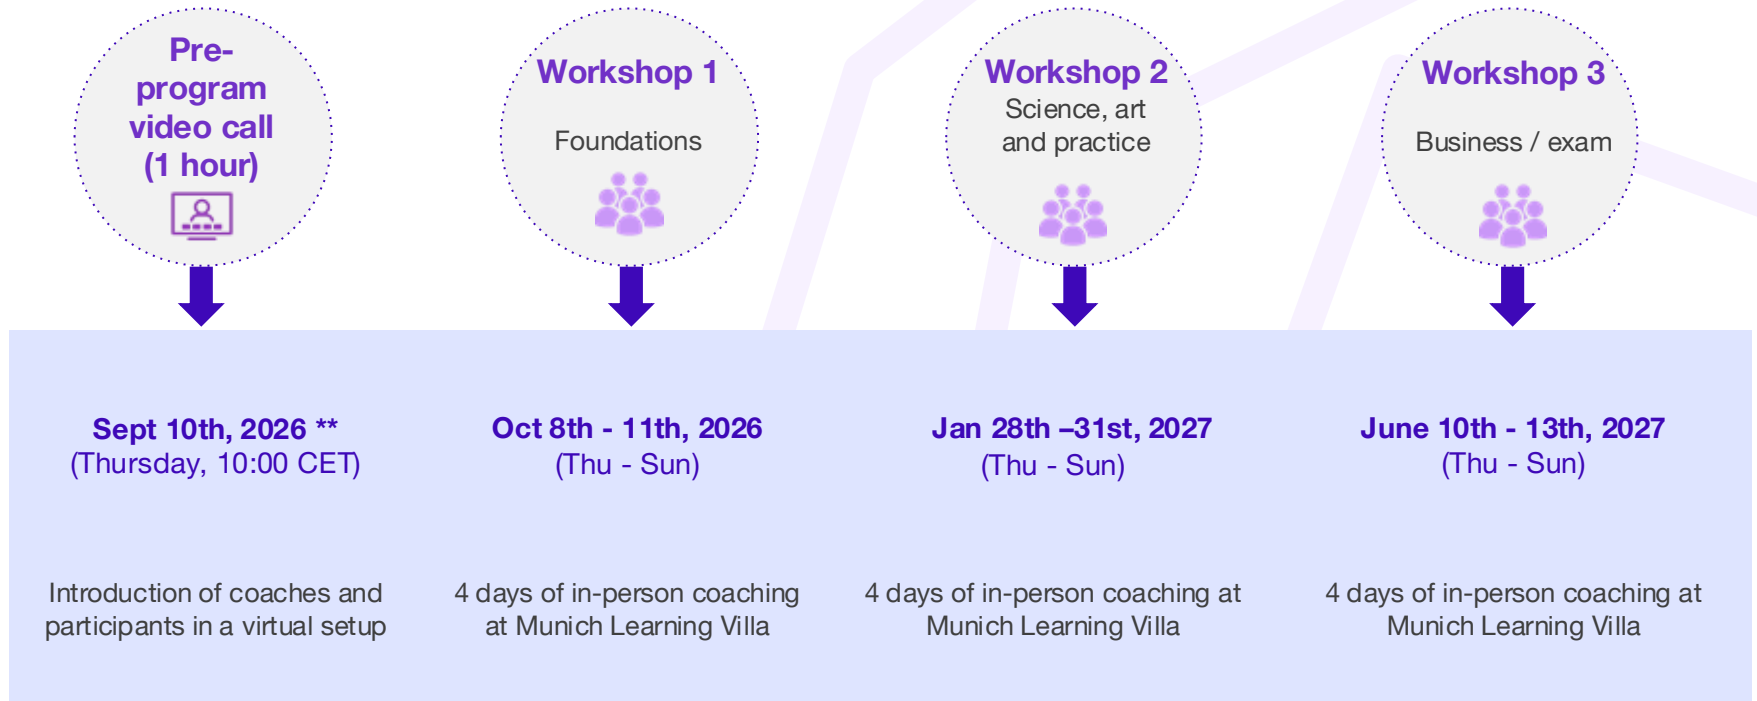 Pre-
program
video call
(1 hour)
Workshop 1
Foundations
Workshop 2
Science, art
and practice
Workshop 3
Business / exam
Sept 10th, 2026 **
(Thursday, 10:00 CET)
Oct 8th - 11th, 2026
(Thu - Sun)
Jan 28th –31st, 2027
(Thu - Sun)
June 10th - 13th, 2027
(Thu - Sun)
Introduction of coaches and
participants in a virtual setup
4 days of in-person coaching
at Munich Learning Villa
4 days of in-person coaching at
Munich Learning Villa
4 days of in-person coaching at
Munich Learning Villa